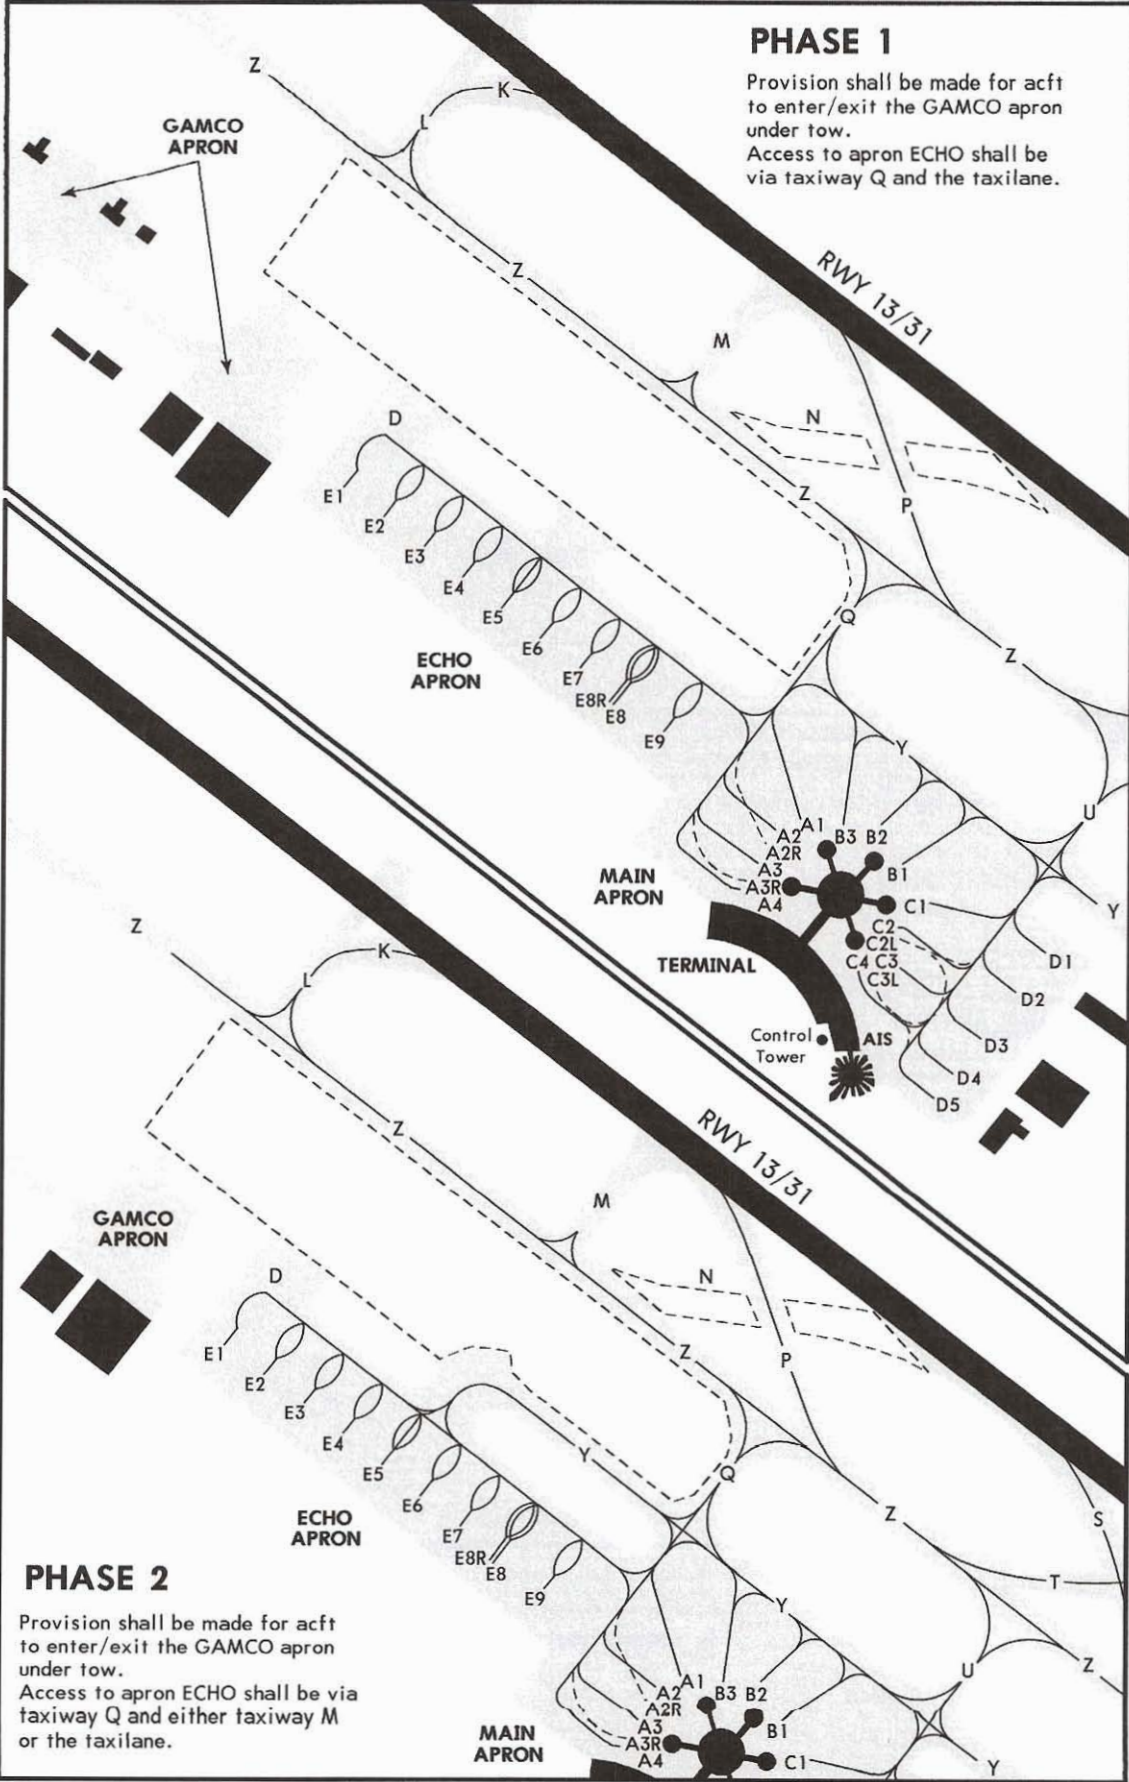 PHASE 1
Provision shall be made for acft
to enter/exit the GAMCO apron
under tow.
Access to apron ECHO shall be
via taxiway Q and the taxilane.
Z
K
L
GAMCO
APRON
Z
RWY 13/31
M
N
D
Z
P
E1
E2
E3
E4
E5
E6
E7
E8R
E8
E9
ECHO
APRON
Q
Z
Y
U
A1
A2
A2R
A3
A3R
A4
B3
B2
B1
C1
C2
C2L
C4
C3
C3L
Y
D1
D2
D3
D4
D5
MAIN
APRON
TERMINAL
Control
Tower
AIS
Z
K
L
Z
RWY 13/31
M
GAMCO
APRON
N
D
Z
P
E1
E2
E3
E4
E5
E6
E7
E8R
E8
E9
ECHO
APRON
Y
Q
Z
S
T
Y
U
Z
Y
PHASE 2
Provision shall be made for acft
to enter/exit the GAMCO apron
under tow.
Access to apron ECHO shall be via
taxiway Q and either taxiway M
or the taxilane.
A1
A2
A2R
A3
A3R
A4
B3
B2
B1
C1
MAIN
APRON